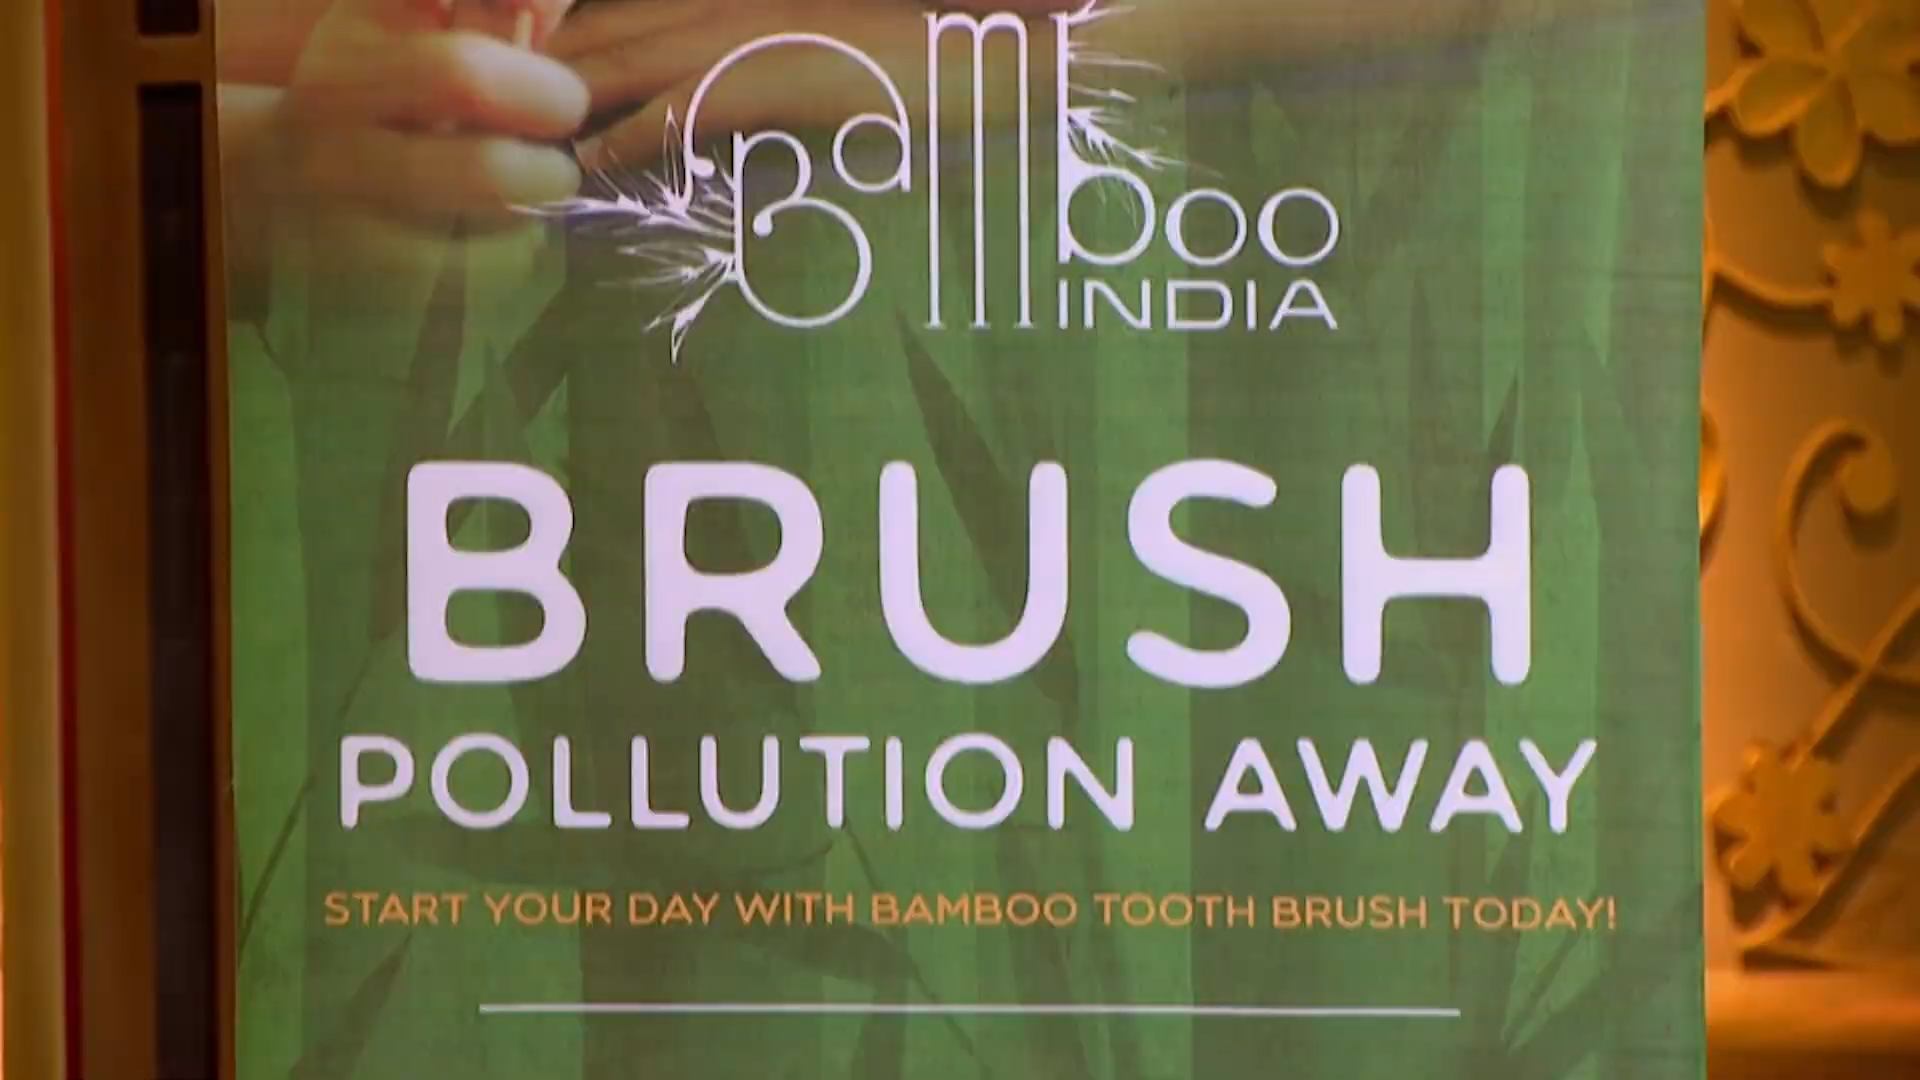 BamBoo
INDIA
BRUSH
POLLUTION AWAY
START YOUR DAY WITH BAMBOO TOOTH BRUSH TODAY!